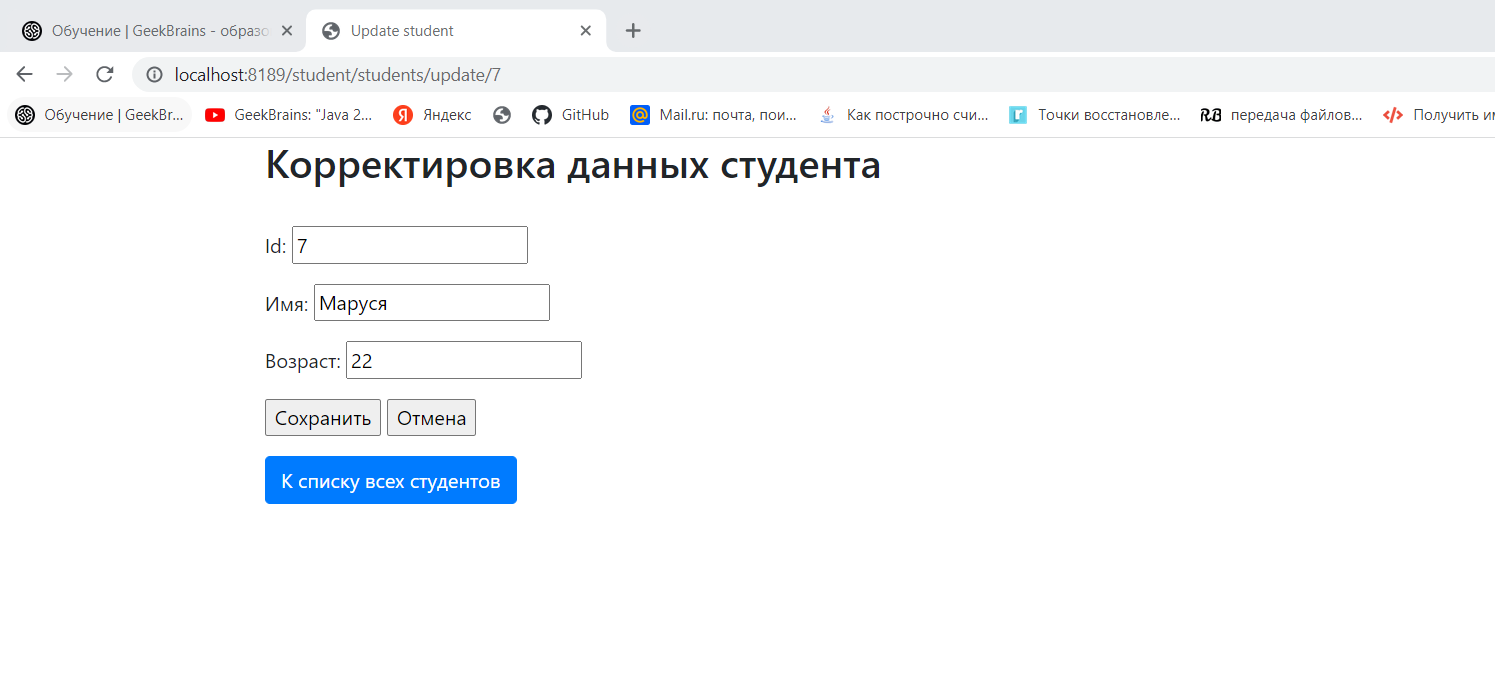 Обучение | GeekBrains - образо
Update student
localhost:8189/student/students/update/7
Обучение | GeekBr...
GeekBrains: "Java 2...
Я
Яндекс
GitHub
@
Mail.ru: почта, пои...
Как построчно счи...
Точки восстановле...
RB
передача файлов...
</>
Получить им
Корректировка данных студента
Id: 7
Имя: Маруся
Возраст: 22
Сохранить Отмена
К списку всех студентов